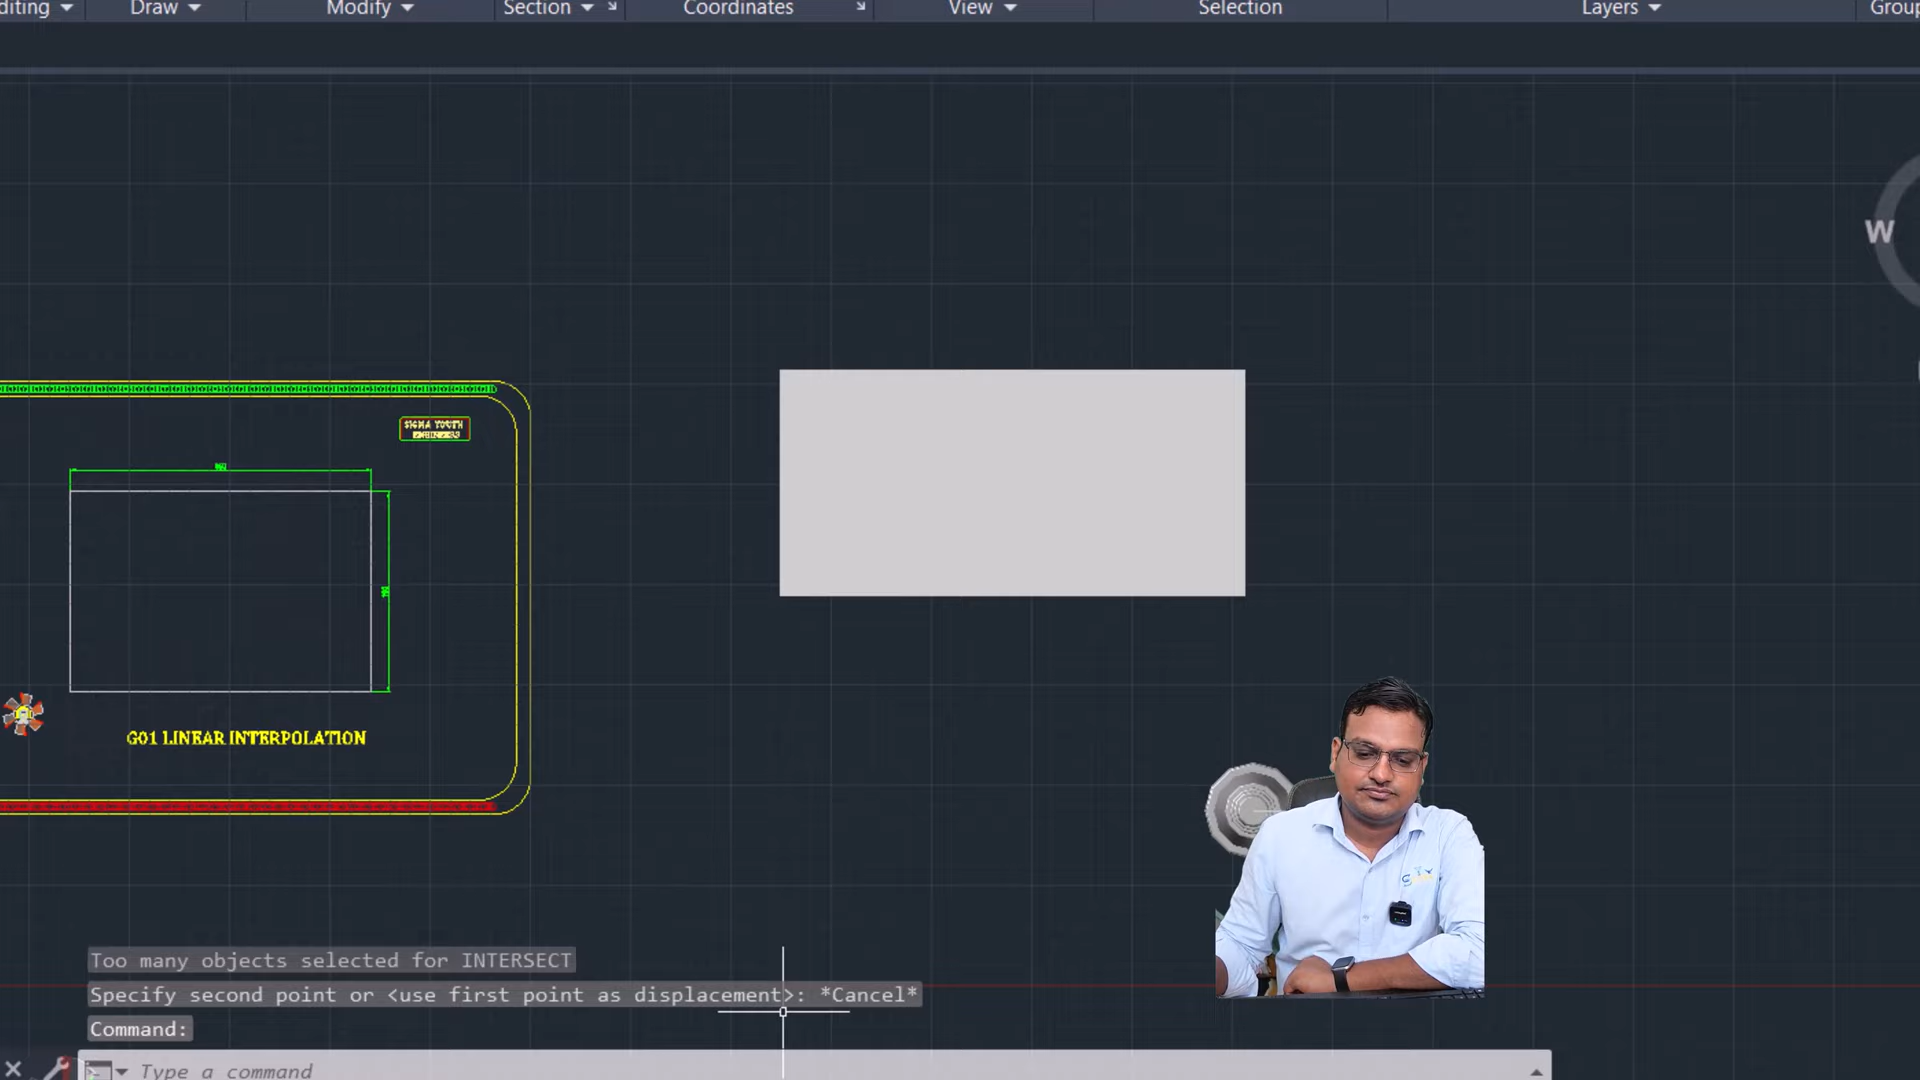 diting
Draw
Modify
Section
Coordinates
View
Selection
Layers
Group
W
SIGMA YOUTH
G01 LINEAR INTERPOLATION
Too many objects selected for INTERSECT
Specify second point or <use first point as displacement>: *Cancel*
Command:
Type a command